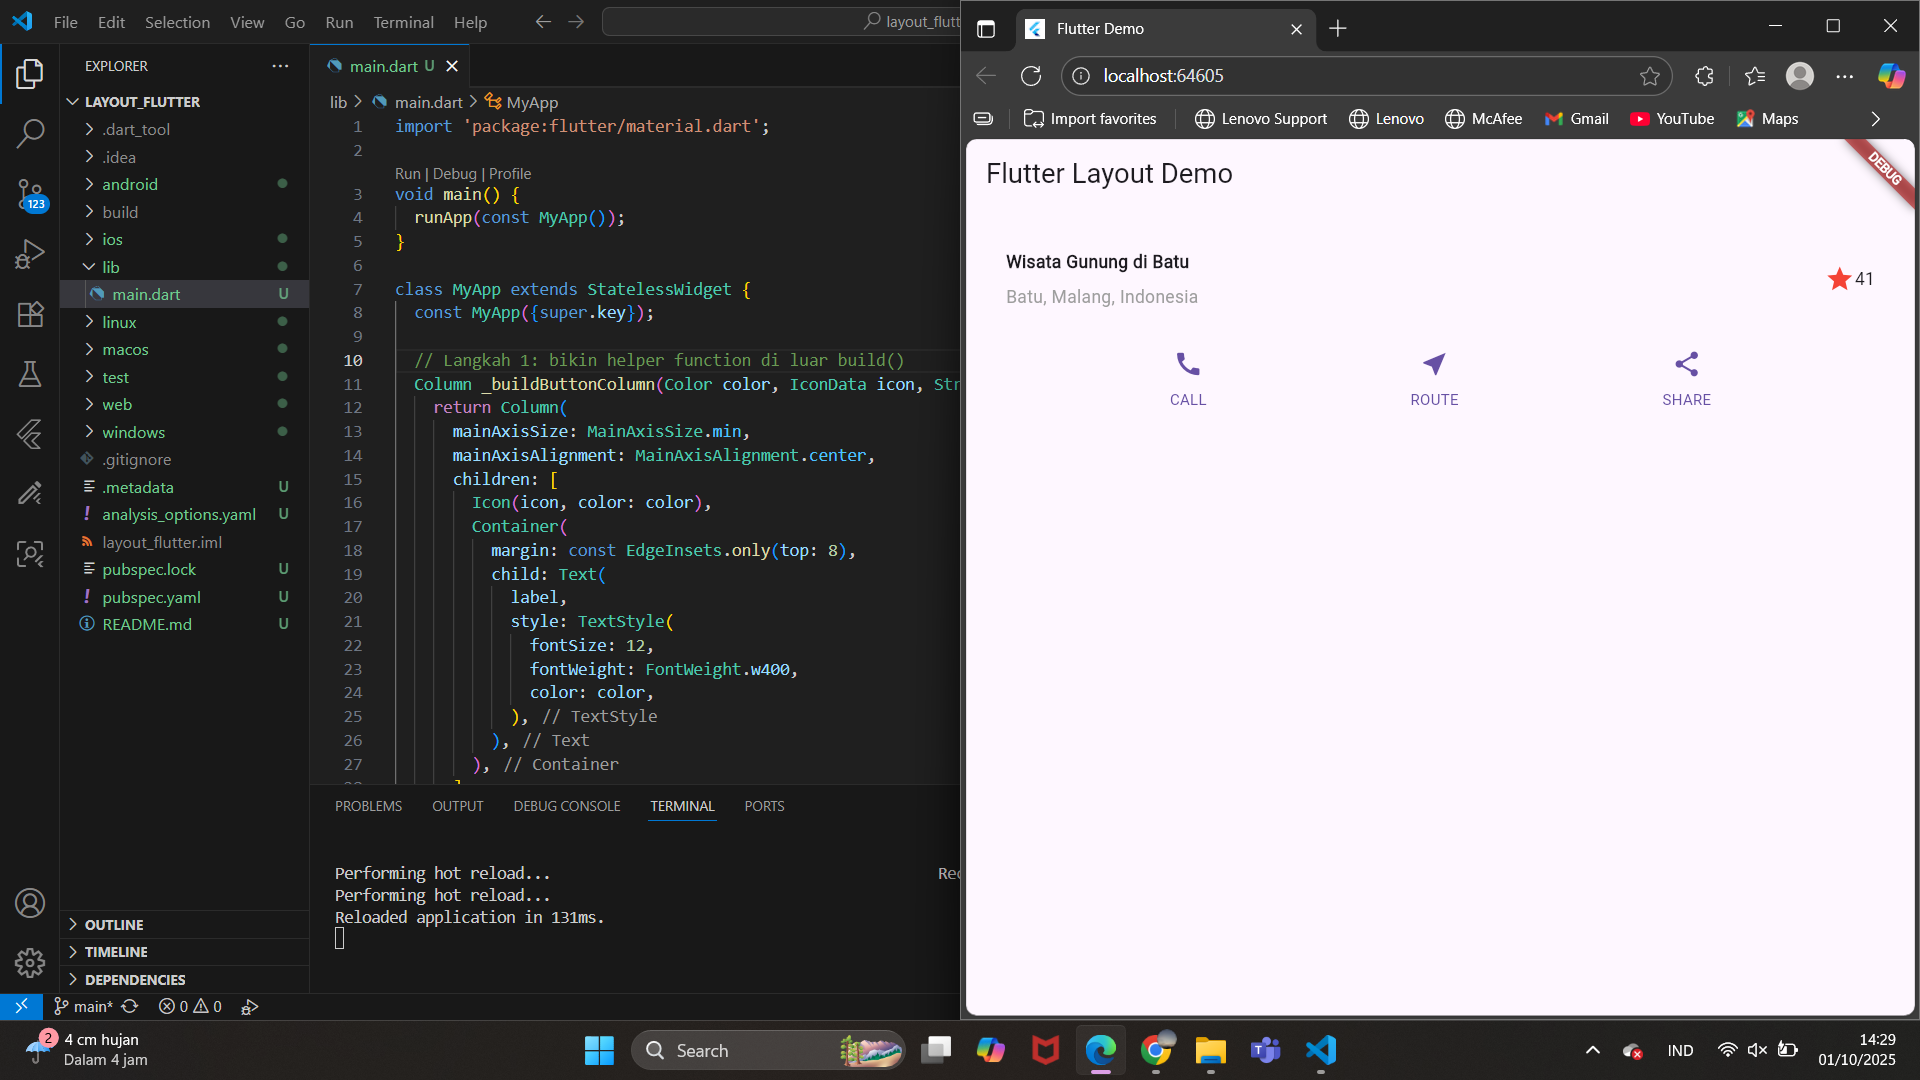 File Edit Selection View Go Run Terminal Help
layout_flutt
EXPLORER
LAYOUT_FLUTTER
.dart_tool
.idea
android
build
ios
lib
main.dart U
linux
macos
test
web
windows
.gitignore
.metadata U
analysis_options.yaml U
layout_flutter.iml
pubspec.lock U
pubspec.yaml U
README.md U
OUTLINE
TIMELINE
DEPENDENCIES
123
main.dart U
lib > main.dart > MyApp
1 import 'package:flutter/material.dart';
2
Run | Debug | Profile
3 void main() {
4 runApp(const MyApp());
5 }
6
7 class MyApp extends StatelessWidget {
8 const MyApp({super.key});
9
10 // Langkah 1: bikin helper function di luar build()
11 Column _buildButtonColumn(Color color, IconData icon, Str
12 return Column(
13 mainAxisSize: MainAxisSize.min,
14 mainAxisAlignment: MainAxisAlignment.center,
15 children: [
16 Icon(icon, color: color),
17 Container(
18 margin: const EdgeInsets.only(top: 8),
19 child: Text(
20 label,
21 style: TextStyle(
22 fontSize: 12,
23 fontWeight: FontWeight.w400,
24 color: color,
25 ), // TextStyle
26 ), // Text
27 ), // Container
PROBLEMS OUTPUT DEBUG CONSOLE TERMINAL PORTS
Performing hot reload... Rec
Performing hot reload...
Reloaded application in 131ms.
main* 0 0
Flutter Demo
localhost:64605
Import favorites Lenovo Support Lenovo McAfee Gmail YouTube Maps
Flutter Layout Demo
DEBUG
Wisata Gunung di Batu
Batu, Malang, Indonesia
41
CALL ROUTE SHARE
2
4 cm hujan
Dalam 4 jam
Search
IND
14:29
01/10/2025